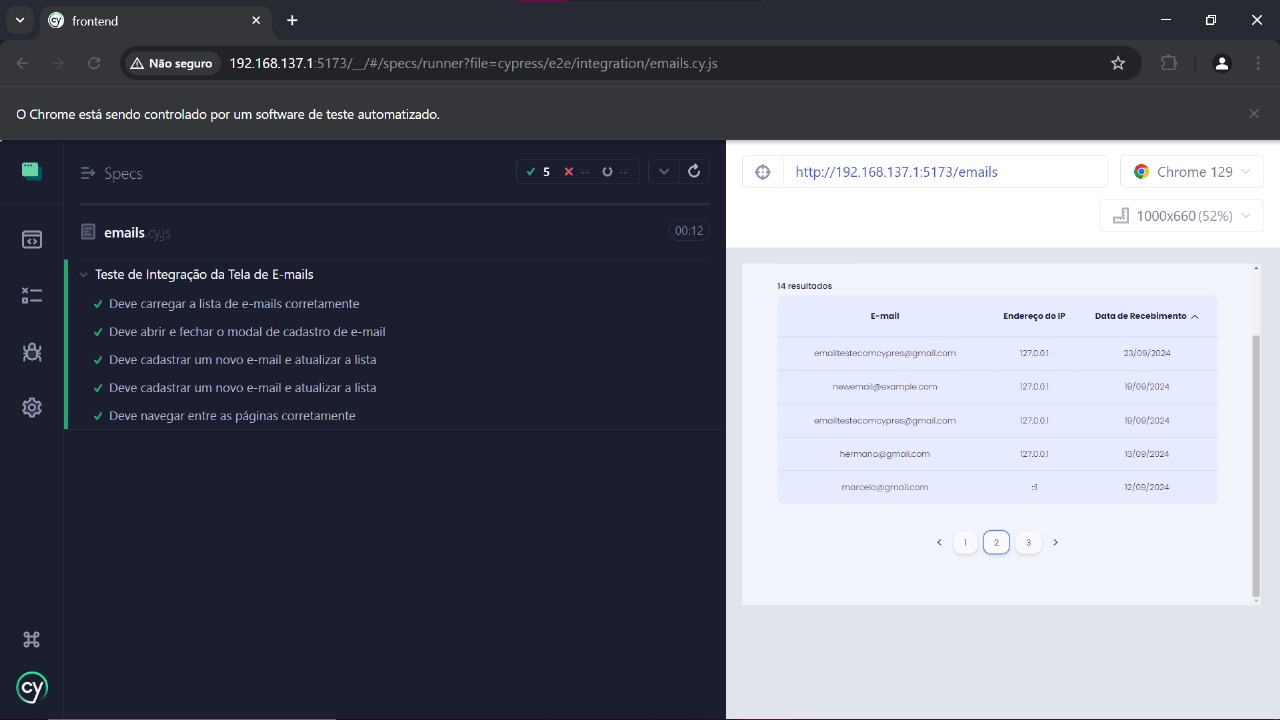 frontend
Não seguro 192.168.137.1:5173/__/#/specs/runner?file=cypress/e2e/integration/emails.cy.js
O Chrome está sendo controlado por um software de teste automatizado.
Specs
5 -- --
emails.cy.js 00:12
Teste de Integração da Tela de E-mails
Deve carregar a lista de e-mails corretamente
Deve abrir e fechar o modal de cadastro de e-mail
Deve cadastrar um novo e-mail e atualizar a lista
Deve cadastrar um novo e-mail e atualizar a lista
Deve navegar entre as páginas corretamente
cy
http://192.168.137.1:5173/emails
Chrome 129
1000x660 (52%)
14 resultados
E-mail Endereço do IP Data de Recebimento
emailtestecomcypres@gmail.com 127.0.0.1 23/09/2024
newemail@example.com 127.0.0.1 19/09/2024
emailtestecomcypres@gmail.com 127.0.0.1 19/09/2024
hermano@gmail.com 127.0.0.1 13/09/2024
marcelo@gmail.com ::1 12/09/2024
1 2 3